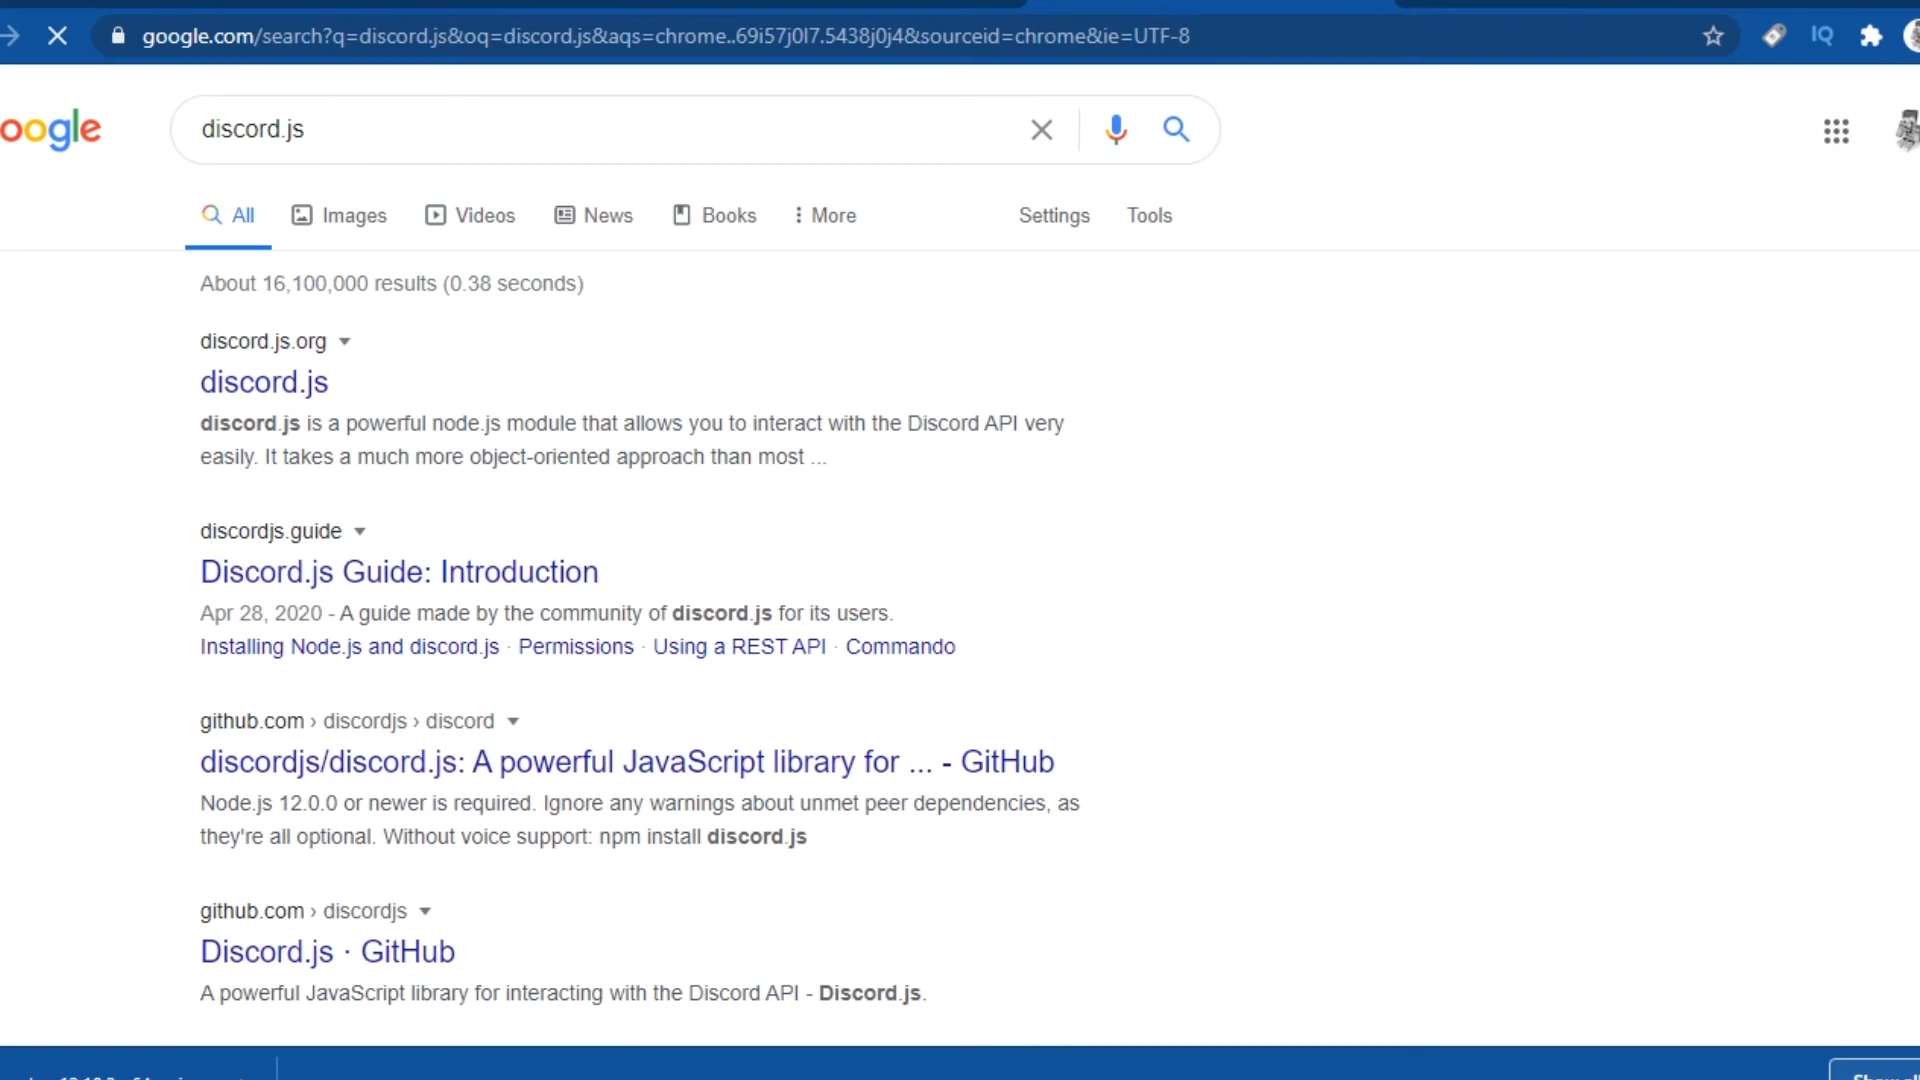 google.com/search?q=discord.js&oq=discord.js&aqs=chrome..69i57j0l7.5438j0j4&sourceid=chrome&ie=UTF-8
IQ
oogle
discord.js
All
Images
Videos
News
Books
More
Settings
Tools
About 16,100,000 results (0.38 seconds)
discord.js.org
discord.js
discord.js is a powerful node.js module that allows you to interact with the Discord API very
easily. It takes a much more object-oriented approach than most ...
discordjs.guide
Discord.js Guide: Introduction
Apr 28, 2020 - A guide made by the community of discord.js for its users.
Installing Node.js and discord.js · Permissions · Using a REST API · Commando
github.com › discordjs › discord
discordjs/discord.js: A powerful JavaScript library for ... - GitHub
Node.js 12.0.0 or newer is required. Ignore any warnings about unmet peer dependencies, as
they're all optional. Without voice support: npm install discord.js
github.com › discordjs
Discord.js · GitHub
A powerful JavaScript library for interacting with the Discord API - Discord.js.